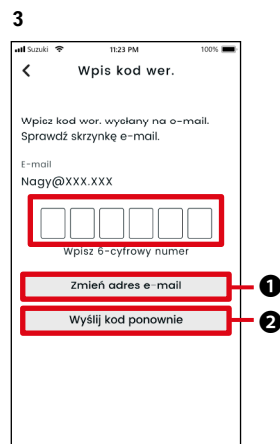 3
Suzuki 11:23 PM 100%
Wpis kod wer.
Wpisz kod wer. wysłany na e-mail.
Sprawdź skrzynkę e-mail.
E-mail
Nagy@XXX.XXX
Wpisz 6-cyfrowy numer
Zmień adres e-mail
1
Wyślij kod ponownie
2